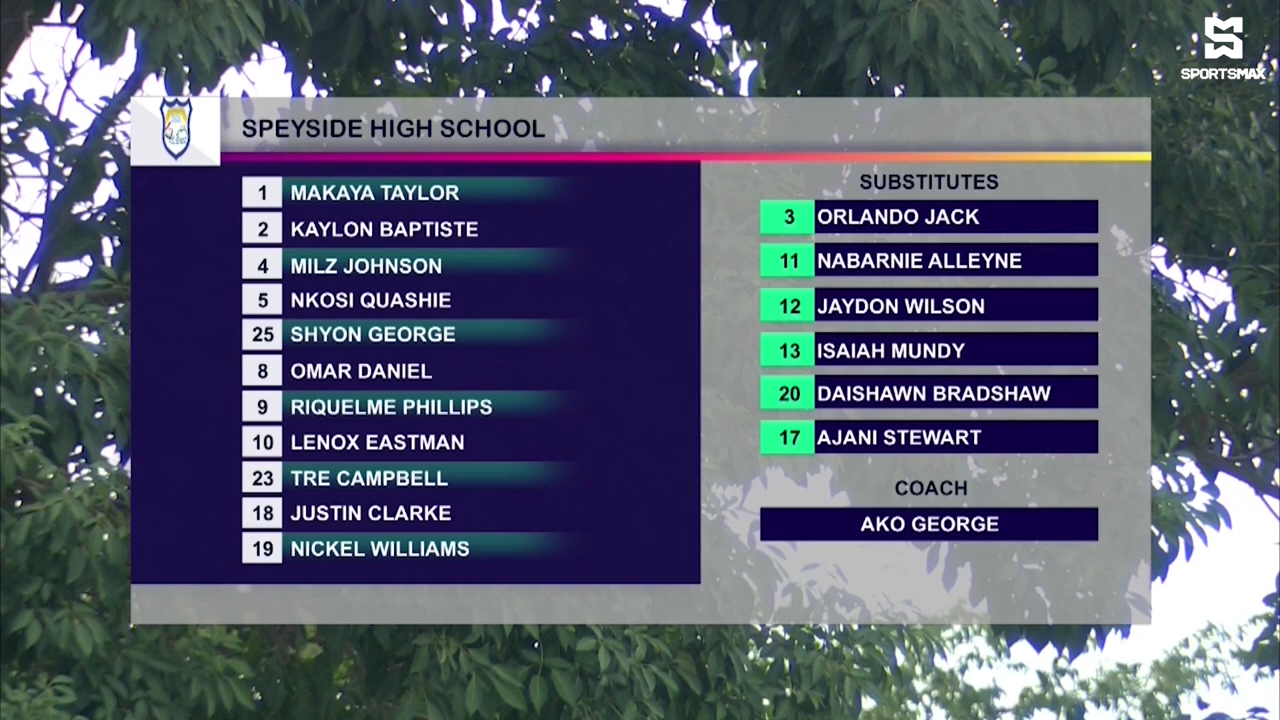 SPORTSMAX
SPEYSIDE HIGH SCHOOL
1 MAKAYA TAYLOR
2 KAYLON BAPTISTE
4 MILZ JOHNSON
5 NKOSI QUASHIE
25 SHYON GEORGE
8 OMAR DANIEL
9 RIQUELME PHILLIPS
10 LENOX EASTMAN
23 TRE CAMPBELL
18 JUSTIN CLARKE
19 NICKEL WILLIAMS
SUBSTITUTES
3 ORLANDO JACK
11 NABARNIE ALLEYNE
12 JAYDON WILSON
13 ISAIAH MUNDY
20 DAISHAWN BRADSHAW
17 AJANI STEWART
COACH
AKO GEORGE